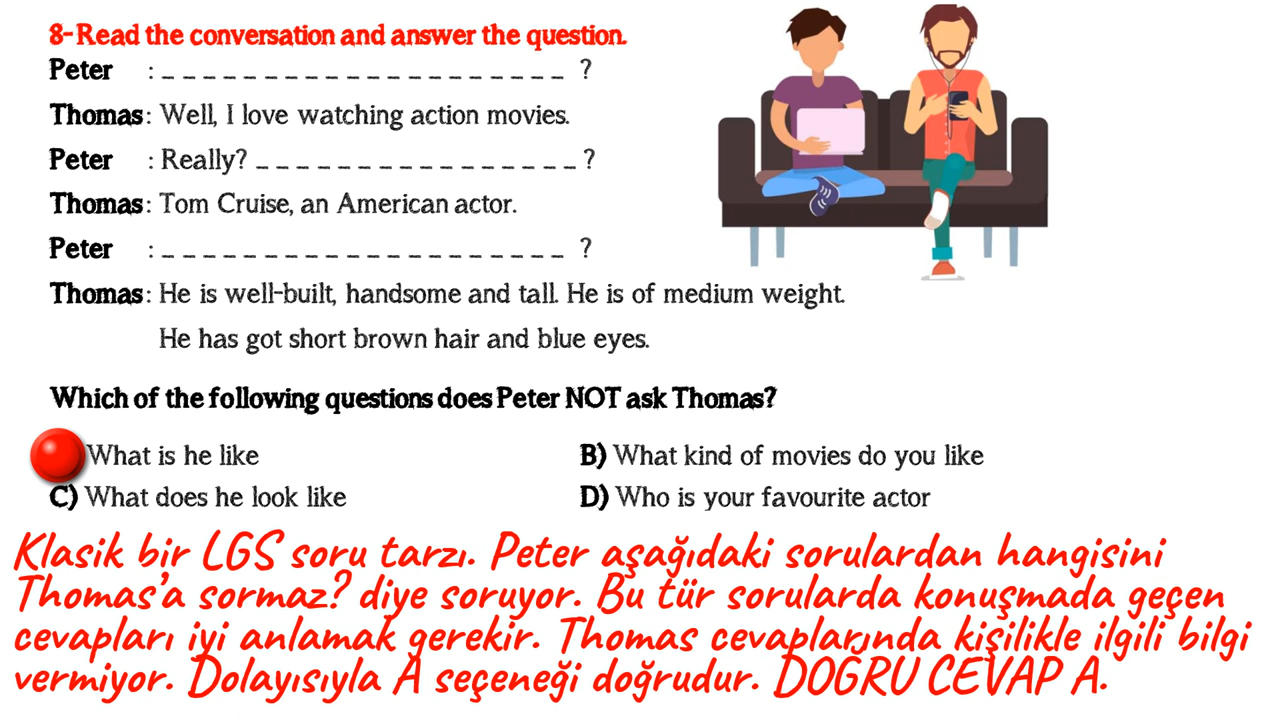 8- Read the conversation and answer the question.
Peter : _ _ _ _ _ _ _ _ _ _ _ _ _ _ _ _ _ _ _ _ ?
Thomas : Well, I love watching action movies.
Peter : Really? _ _ _ _ _ _ _ _ _ _ _ _ _ _ _ _ ?
Thomas : Tom Cruise, an American actor.
Peter : _ _ _ _ _ _ _ _ _ _ _ _ _ _ _ _ _ _ _ _ ?
Thomas : He is well-built, handsome and tall. He is of medium weight.
He has got short brown hair and blue eyes.
Which of the following questions does Peter NOT ask Thomas?
What is he like B) What kind of movies do you like
C) What does he look like D) Who is your favourite actor
Klasik bir LGS soru tarzı. Peter aşağıdaki sorulardan hangisini
Thomas'a sormaz? diye soruyor. Bu tür sorularda konuşmada geçen
cevapları iyi anlamak gerekir. Thomas cevaplarında kişilikle ilgili bilgi
vermiyor. Dolayısıyla A seçeneği doğrudur. DOĞRU CEVAP A.